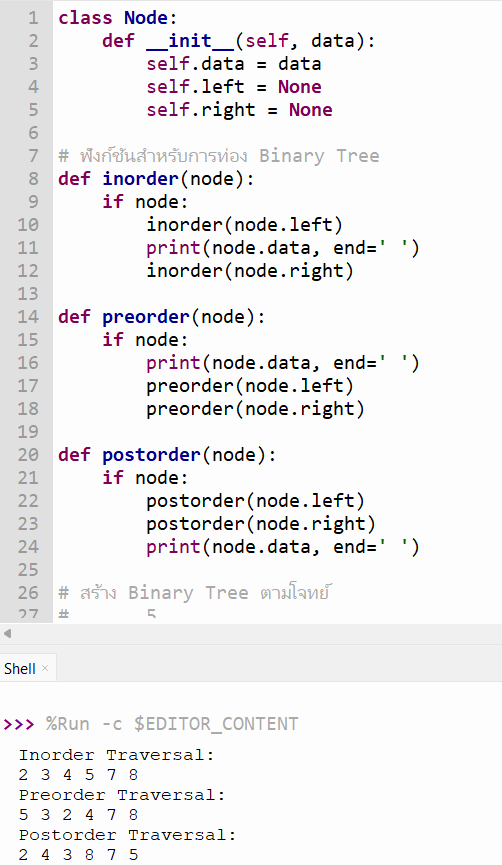 1 class Node:
2     def __init__(self, data):
3         self.data = data
4         self.left = None
5         self.right = None
6
7 # ฟังก์ชันสำหรับการท่อง Binary Tree
8 def inorder(node):
9     if node:
10         inorder(node.left)
11         print(node.data, end=' ')
12         inorder(node.right)
13
14 def preorder(node):
15     if node:
16         print(node.data, end=' ')
17         preorder(node.left)
18         preorder(node.right)
19
20 def postorder(node):
21     if node:
22         postorder(node.left)
23         postorder(node.right)
24         print(node.data, end=' ')
25
26 # สร้าง Binary Tree ตามโจทย์
27 #       5
Shell ×
>>> %Run -c $EDITOR_CONTENT
Inorder Traversal:
2 3 4 5 7 8
Preorder Traversal:
5 3 2 4 7 8
Postorder Traversal:
2 4 3 8 7 5